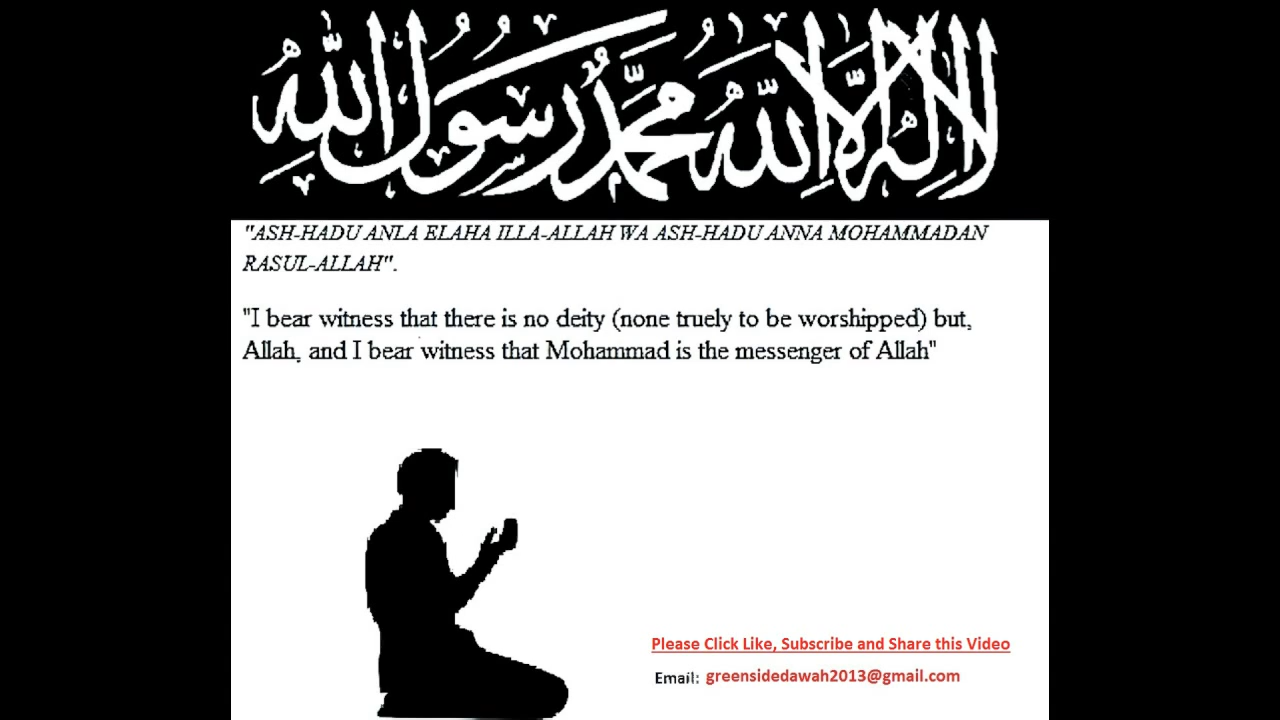 لا إله إلا الله محمد رسول الله
"ASH-HADU ANLA ELAHA ILLA-ALLAH WA ASH-HADU ANNA MOHAMMADAN
RASUL-ALLAH".
"I bear witness that there is no deity (none truely to be worshipped) but,
Allah, and I bear witness that Mohammad is the messenger of Allah"
Please Click Like, Subscribe and Share this Video
Email: greensidedawah2013@gmail.com